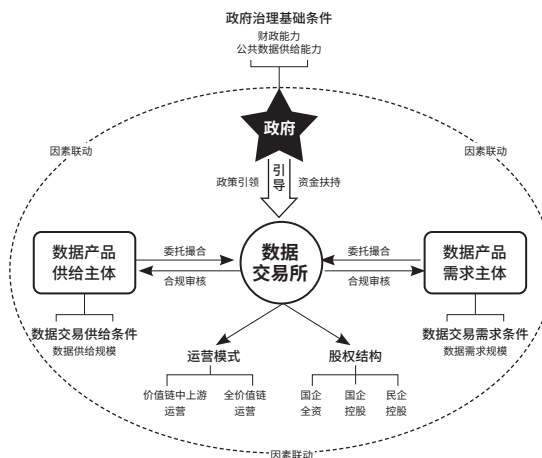 政府治理基础条件
财政能力
公共数据供给能力
政府
因素联动
因素联动
政策引领
引导
资金扶持
数据产品
供给主体
委托撮合
合规审核
数据
交易所
委托撮合
合规审核
数据产品
需求主体
数据交易供给条件
数据供给规模
数据交易需求条件
数据需求规模
运营模式
股权结构
价值链中上游
运营
全价值链
运营
国企
全资
国企
控股
民企
控股
因素联动